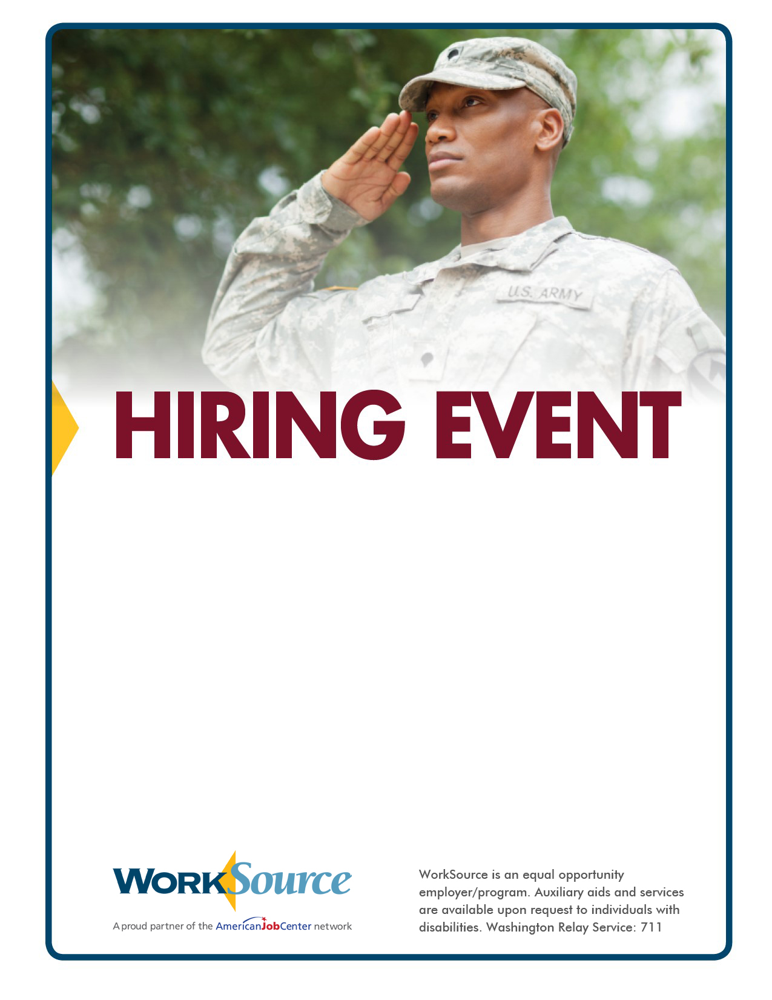 U.S. ARMY
HIRING EVENT
WORKSource
A proud partner of the AmericanJobCenter network
WorkSource is an equal opportunity
employer/program. Auxiliary aids and services
are available upon request to individuals with
disabilities. Washington Relay Service: 711